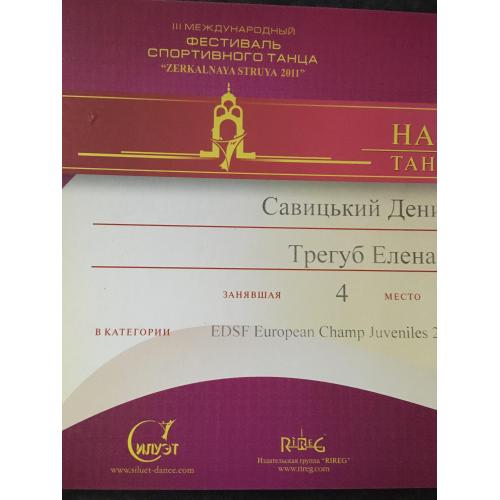 III МЕЖДУНАРОДНЫЙ
ФЕСТИВАЛЬ
СПОРТИВНОГО ТАНЦА
“ZERKALNAYA STRUYA 2011”
НА
ТАН
Савицький Дени
Трегуб Елена
ЗАНЯВШАЯ 4 МЕСТО
В КАТЕГОРИИ EDSF European Champ Juveniles 2
СИЛУЭТ
www.siluet-dance.com
RIREG
Издательская группа “RIREG”
www.rireg.com